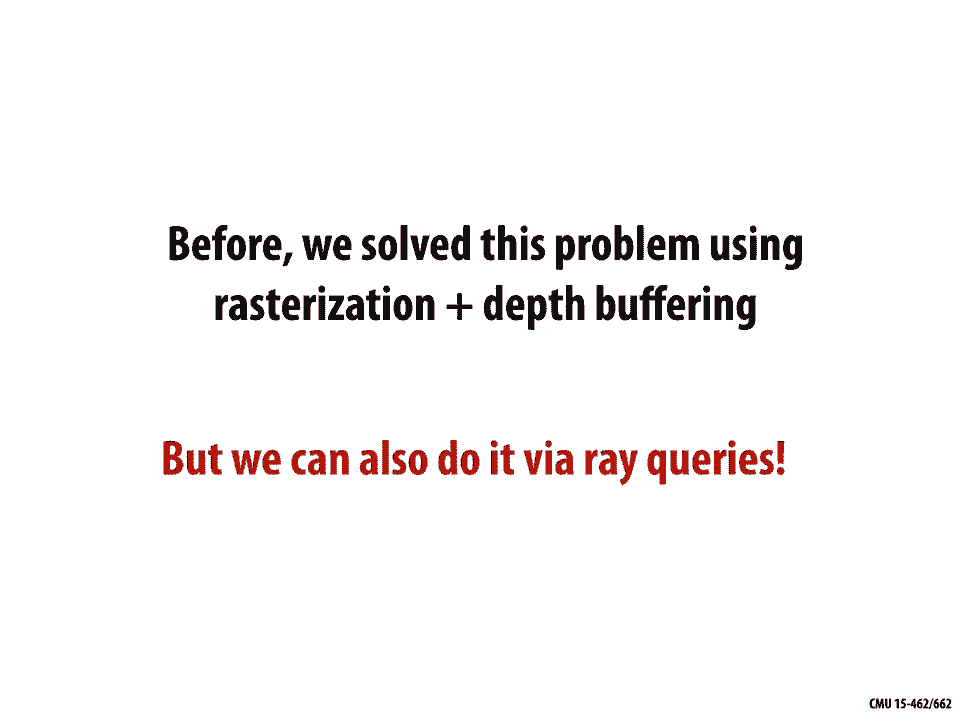 Before, we solved this problem using
rasterization + depth buffering
But we can also do it via ray queries!
CMU 15-462/662